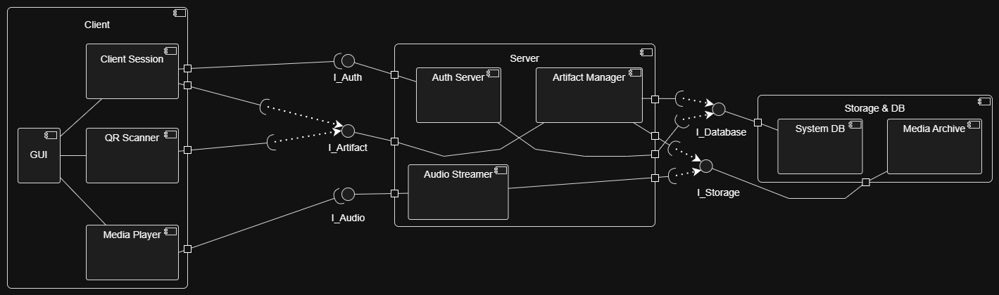 Client
Client Session
GUI
QR Scanner
Media Player
I_Auth
I_Artifact
I_Audio
Server
Auth Server
Artifact Manager
Audio Streamer
I_Database
I_Storage
Storage & DB
System DB
Media Archive